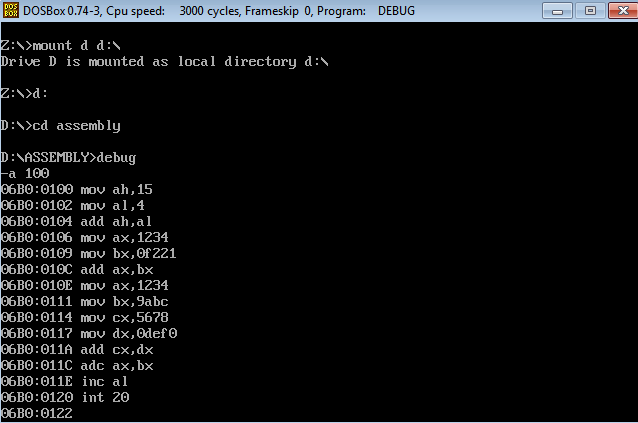 DOS
BOX
DOSBox 0.74-3, Cpu speed: 3000 cycles, Frameskip 0, Program: DEBUG
Z:\>mount d d:\
Drive D is mounted as local directory d:\
Z:\>d:
D:\>cd assembly
D:\ASSEMBLY>debug
-a 100
06B0:0100 mov ah,15
06B0:0102 mov al,4
06B0:0104 add ah,al
06B0:0106 mov ax,1234
06B0:0109 mov bx,0f221
06B0:010C add ax,bx
06B0:010E mov ax,1234
06B0:0111 mov bx,9abc
06B0:0114 mov cx,5678
06B0:0117 mov dx,0def0
06B0:011A add cx,dx
06B0:011C adc ax,bx
06B0:011E inc al
06B0:0120 int 20
06B0:0122